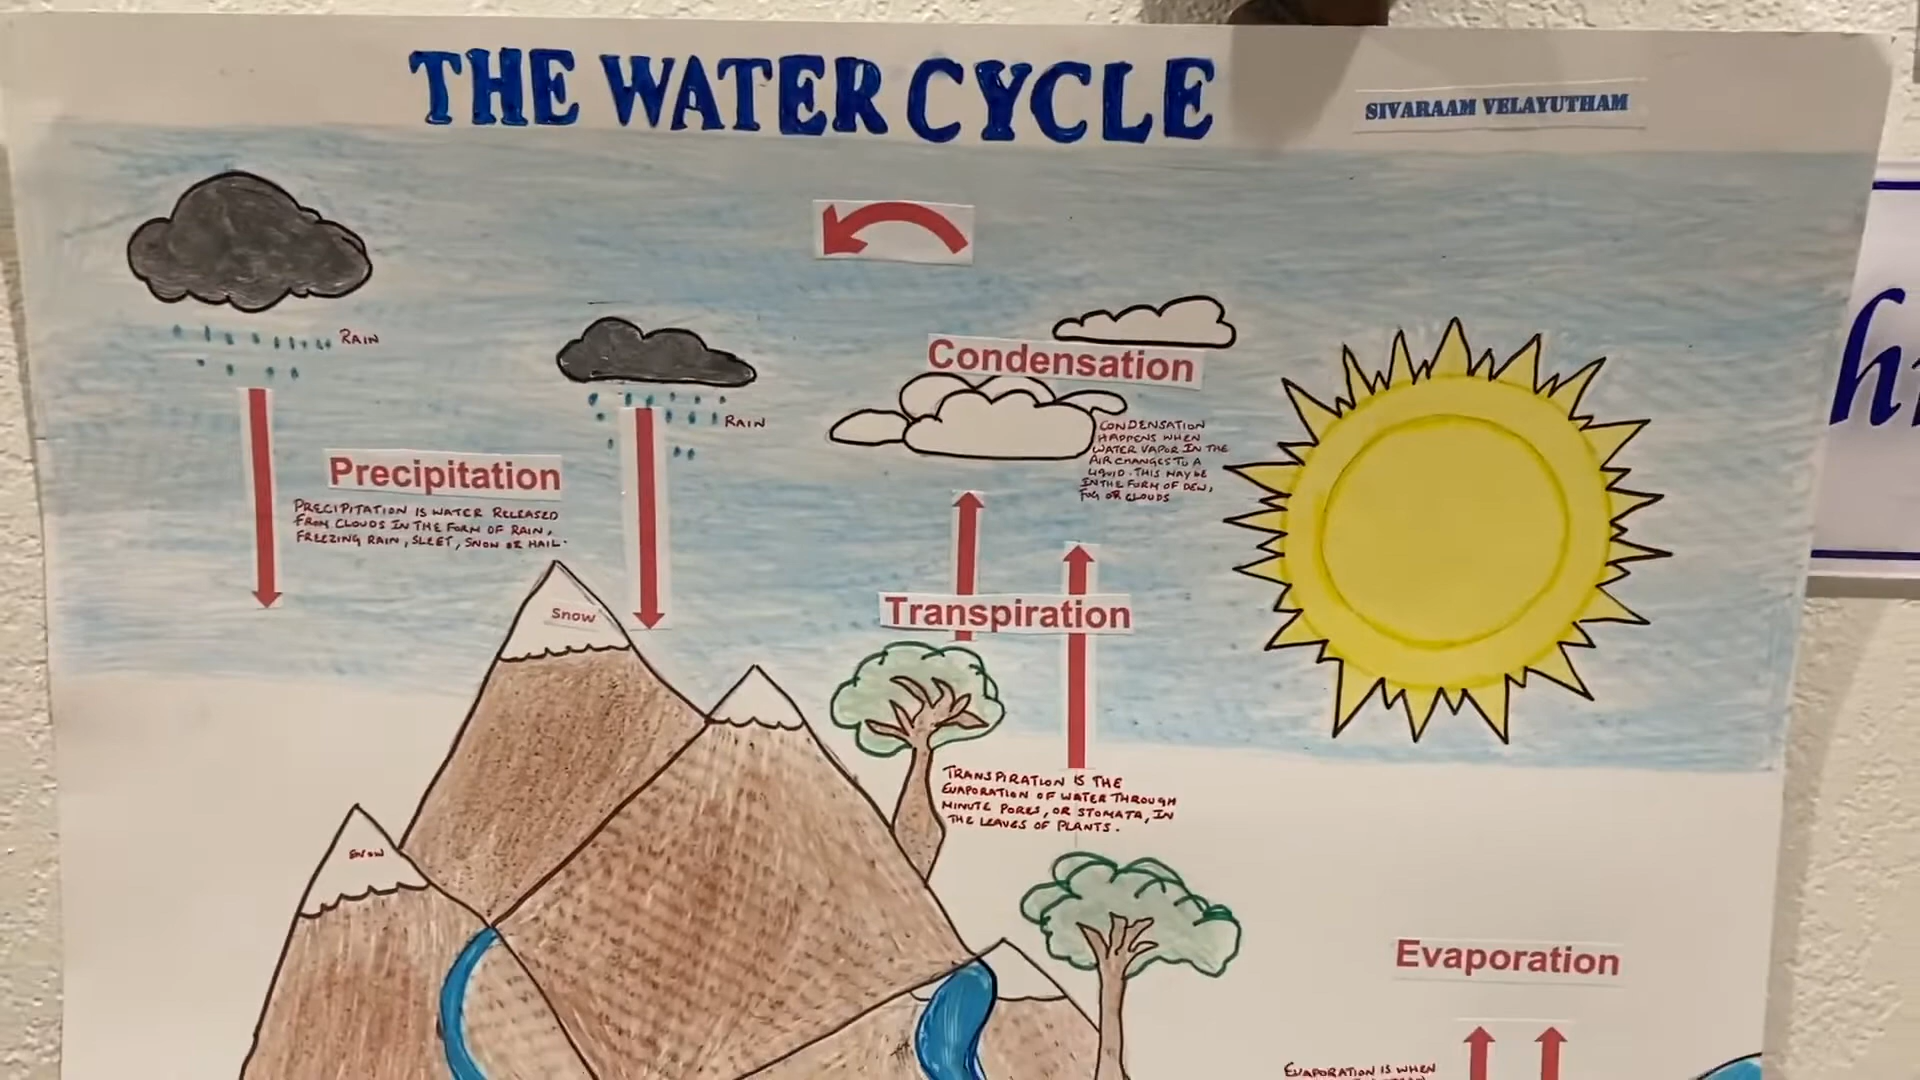 THE WATER CYCLE
SIVARAAM VELAYUTHAM
RAIN
Condensation
RAIN
CONDENSATION
HAPPENS WHEN
WATER VAPOR IN THE
AIR CHANGES TO A
LIQUID. THIS MAY BE
IN THE FORM OF DEW,
FOG OR CLOUDS
Precipitation
PRECIPITATION IS WATER RELEASED
FROM CLOUDS IN THE FORM OF RAIN,
FREEZING RAIN, SLEET, SNOW OR HAIL.
Snow
Transpiration
TRANSPIRATION IS THE
EVAPORATION OF WATER THROUGH
MINUTE PORES, OR STOMATA, IN
THE LEAVES OF PLANTS.
SNOW
Evaporation
EVAPORATION IS WHEN